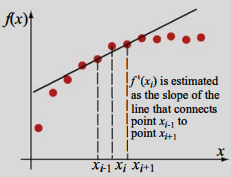 f(x)
f'(xᵢ) is estimated
as the slope of the
line that connects
point xᵢ₋₁ to
point xᵢ₊₁
x
xᵢ₋₁ xᵢ xᵢ₊₁